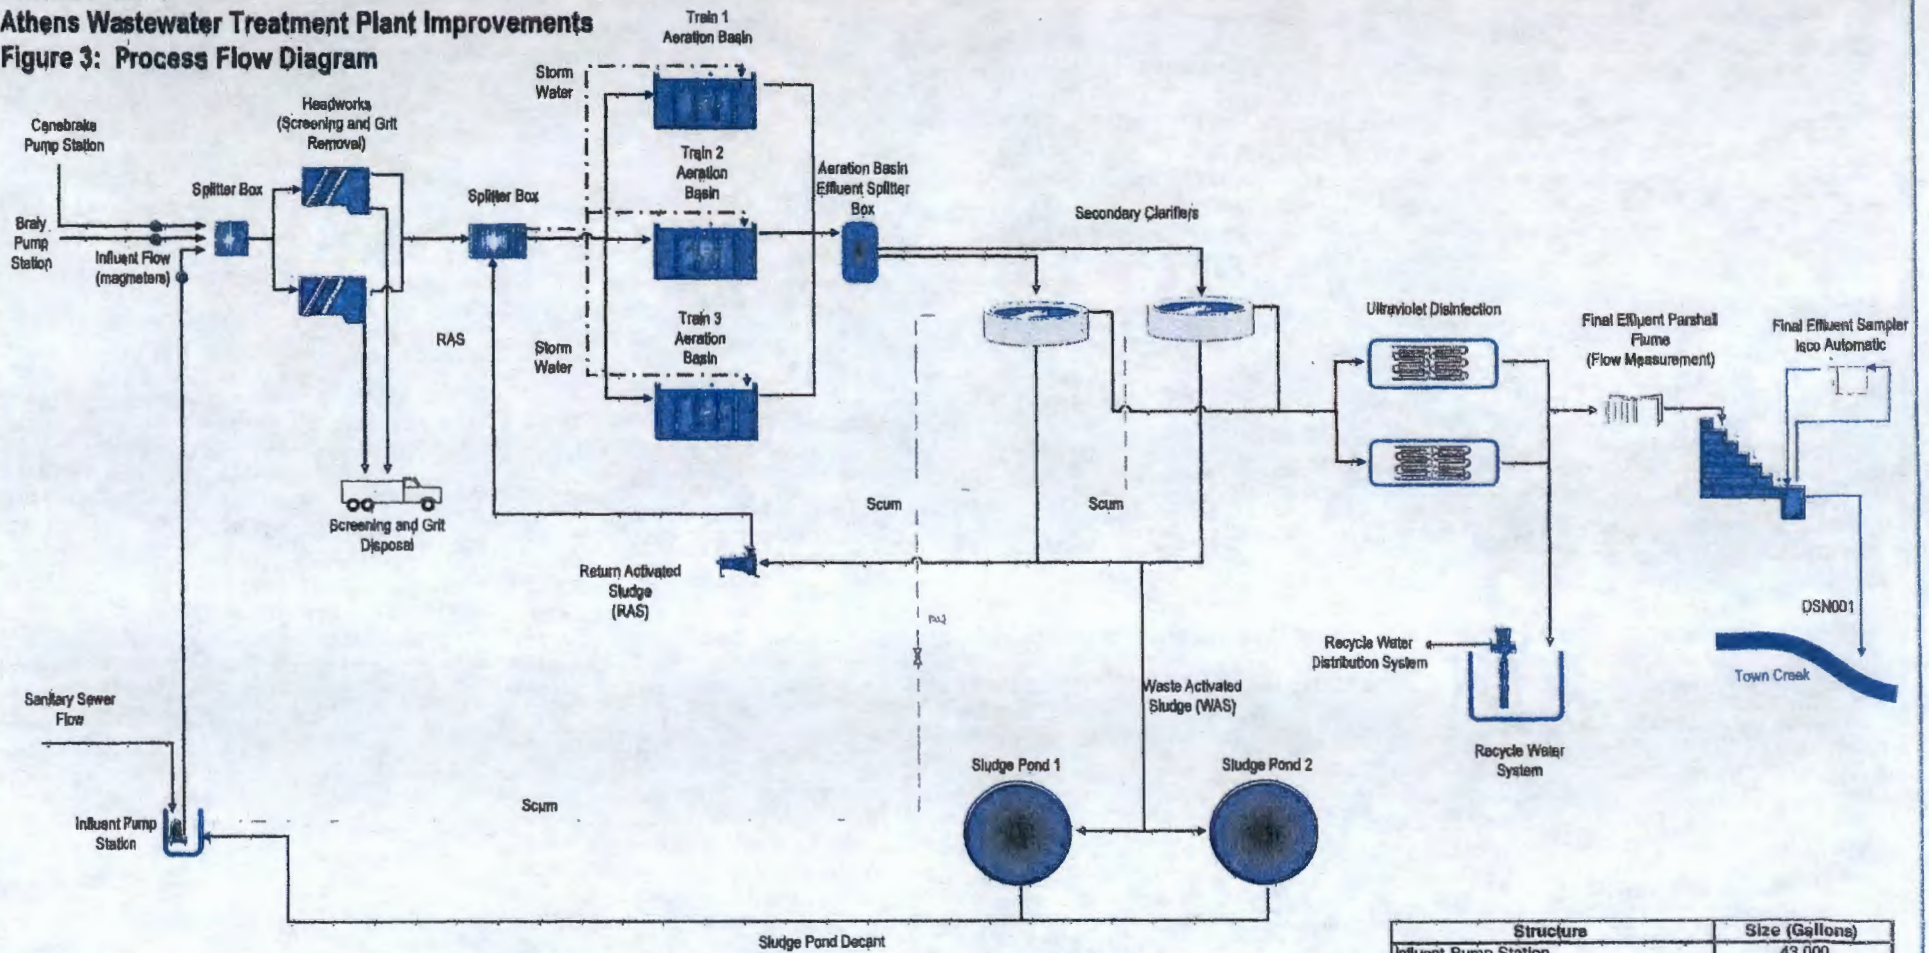 Athens Wastewater Treatment Plant Improvements
Figure 3: Process Flow Diagram
Train 1
Aeration Basin
Storm
Water
Headworks
(Screening and Grit
Removal)
Canebrake
Pump Station
Train 2
Aeration
Basin
Aeration Basin
Effluent Splitter
Box
Splitter Box
Splitter Box
Secondary Clarifiers
Braly
Pump
Station
Influent Flow
(magmeters)
Train 3
Aeration
Basin
Ultraviolet Disinfection
Final Effluent Parshall
Flume
(Flow Measurement)
Final Effluent Sampler
Isco Automatic
RAS
Storm
Water
Scum
Scum
Screening and Grit
Disposal
Return Activated
Sludge
(RAS)
DSN001
Recycle Water
Distribution System
Town Creek
Waste Activated
Sludge (WAS)
Sanitary Sewer
Flow
Recycle Water
System
Sludge Pond 1
Sludge Pond 2
Scum
Influent Pump
Station
Sludge Pond Decant
Structure Size (Gallons)
Influent Pump Station 43,000